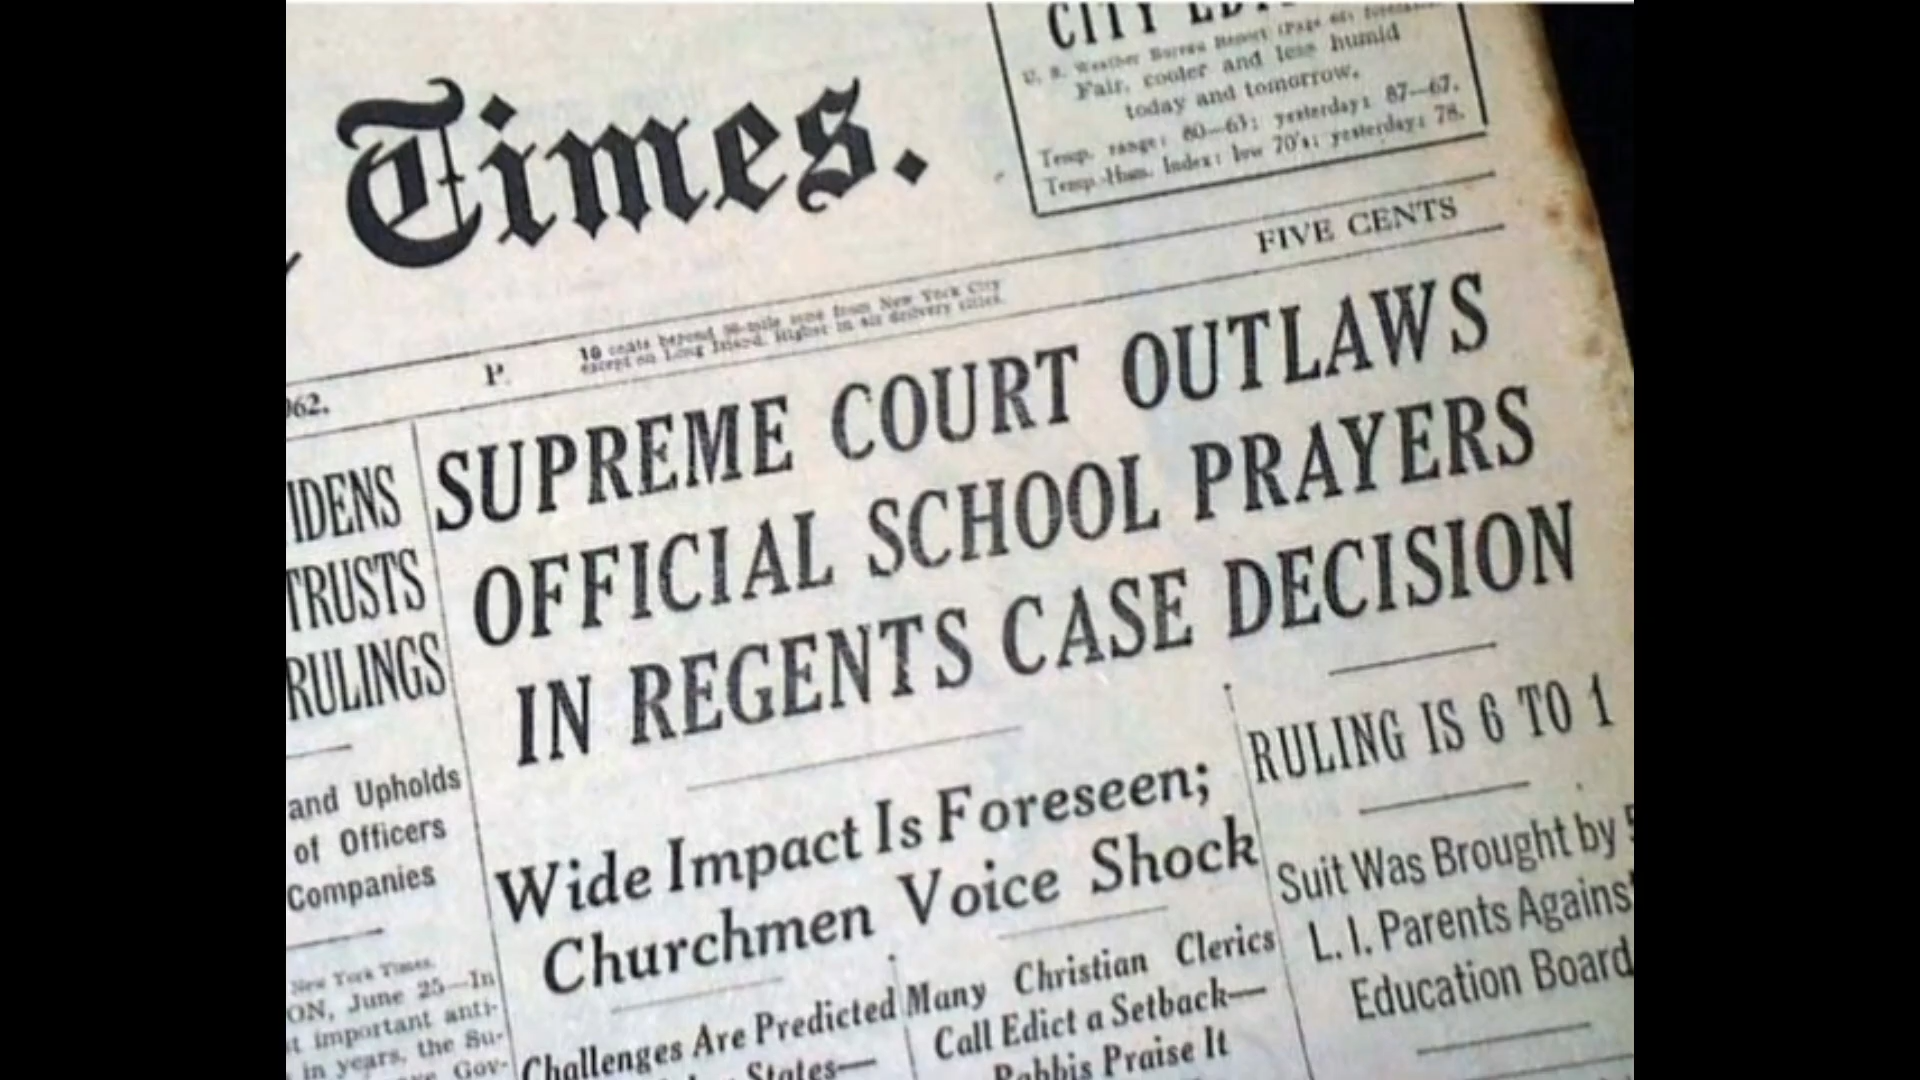 Times.
CITY
U. S. Weather Bureau Report (Page 66) forecasts:
Fair, cooler and less humid
today and tomorrow.
Temp. range: 80—63; yesterday: 87—67.
Temp.-Hum. Index: low 70's; yesterday: 78.
FIVE CENTS
10 cents beyond 50-mile zone from New York City
except on Long Island. Higher in air delivery cities.
P.
962.
IDENS
TRUSTS
RULINGS
and Upholds
of Officers
Companies
New York Times.
ON, June 25—In
t important anti-
in years, the Su-
Gov-
SUPREME COURT OUTLAWS
OFFICIAL SCHOOL PRAYERS
IN REGENTS CASE DECISION
Wide Impact Is Foreseen;
Churchmen Voice Shock
Challenges Are Predicted
States—
Many Christian Clerics
Call Edict a Setback—
Rabbis Praise It
RULING IS 6 TO 1
Suit Was Brought by 5
L. I. Parents Against
Education Board